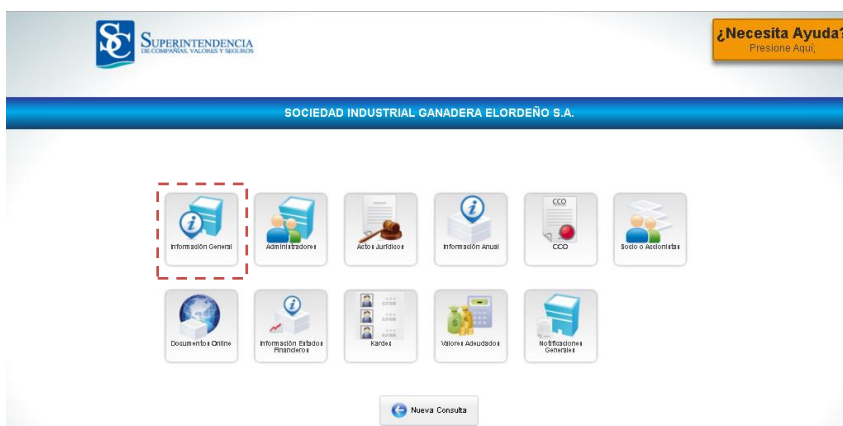 SC SUPERINTENDENCIA
DE COMPAÑÍAS, VALORES Y SEGUROS
¿Necesita Ayuda?
Presione Aquí;
SOCIEDAD INDUSTRIAL GANADERA ELORDEÑO S.A.
Información General
Administradores
Actos Jurídicos
Información Anual
CCO
CCO
Socio o Accionistas
Documentos Online
Información Estados
Financieros
Kardex
Valores Adeudados
Notificaciones
Generales
Nueva Consulta